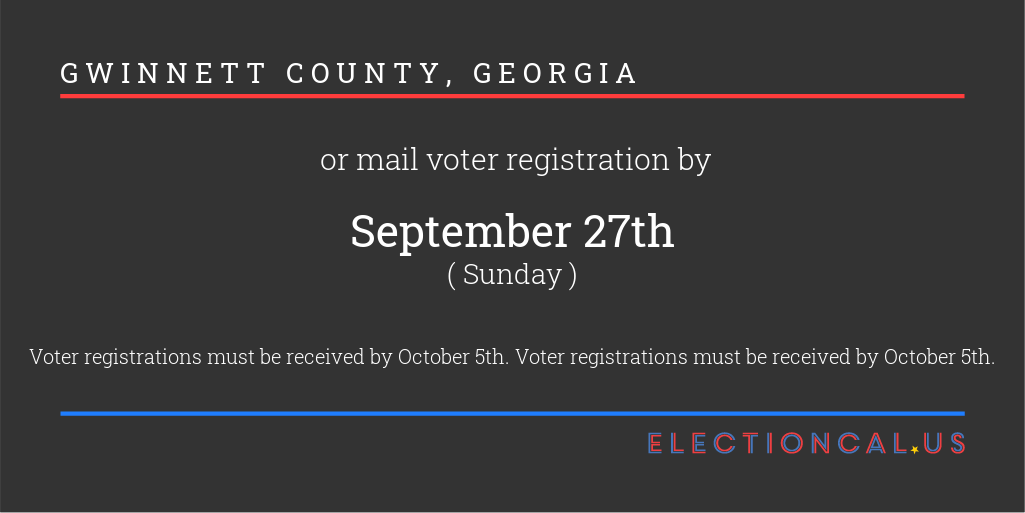 GWINNETT COUNTY, GEORGIA
or mail voter registration by
September 27th
( Sunday )
Voter registrations must be received by October 5th. Voter registrations must be received by October 5th.
ELECTIONCAL.US